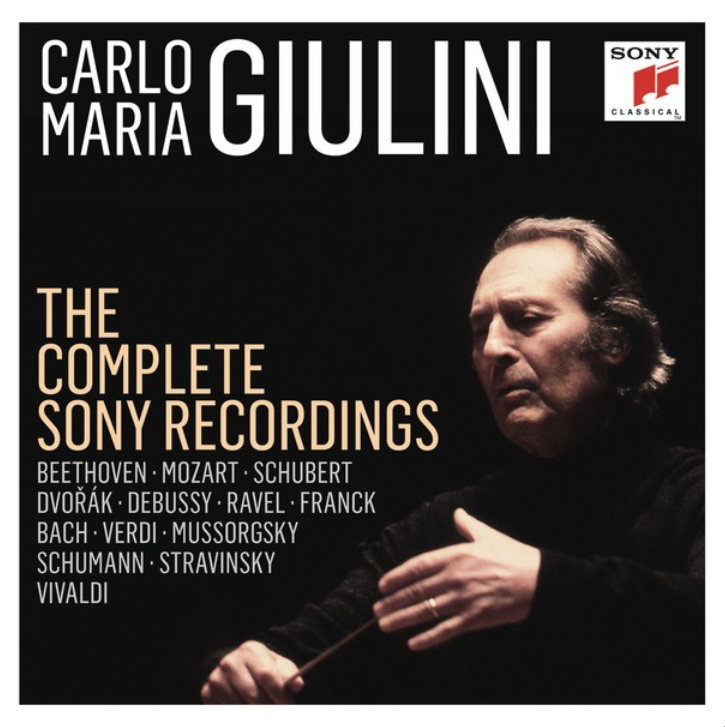 CARLO
MARIA
GIULINI
SONY
CLASSICAL
TM
THE
COMPLETE
SONY RECORDINGS
BEETHOVEN · MOZART · SCHUBERT
DVOŘÁK · DEBUSSY · RAVEL · FRANCK
BACH · VERDI · MUSSORGSKY
SCHUMANN · STRAVINSKY
VIVALDI